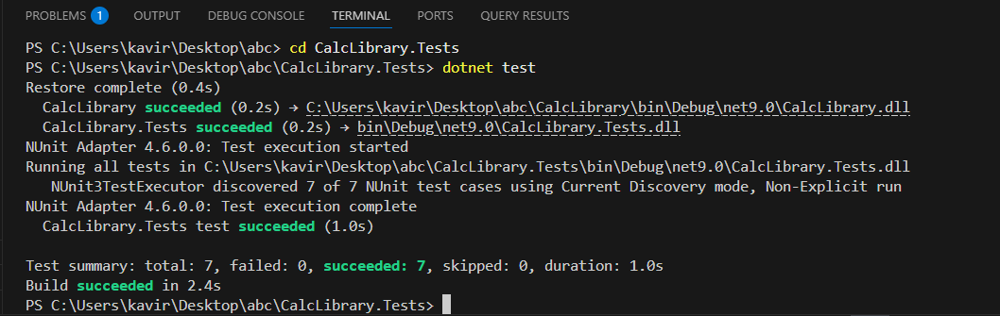 PROBLEMS 1 OUTPUT DEBUG CONSOLE TERMINAL PORTS QUERY RESULTS
PS C:\Users\kavir\Desktop\abc> cd CalcLibrary.Tests
PS C:\Users\kavir\Desktop\abc\CalcLibrary.Tests> dotnet test
Restore complete (0.4s)
  CalcLibrary succeeded (0.2s) → C:\Users\kavir\Desktop\abc\CalcLibrary\bin\Debug\net9.0\CalcLibrary.dll
  CalcLibrary.Tests succeeded (0.2s) → bin\Debug\net9.0\CalcLibrary.Tests.dll
NUnit Adapter 4.6.0.0: Test execution started
Running all tests in C:\Users\kavir\Desktop\abc\CalcLibrary.Tests\bin\Debug\net9.0\CalcLibrary.Tests.dll
   NUnit3TestExecutor discovered 7 of 7 NUnit test cases using Current Discovery mode, Non-Explicit run
NUnit Adapter 4.6.0.0: Test execution complete
  CalcLibrary.Tests test succeeded (1.0s)
Test summary: total: 7, failed: 0, succeeded: 7, skipped: 0, duration: 1.0s
Build succeeded in 2.4s
PS C:\Users\kavir\Desktop\abc\CalcLibrary.Tests>